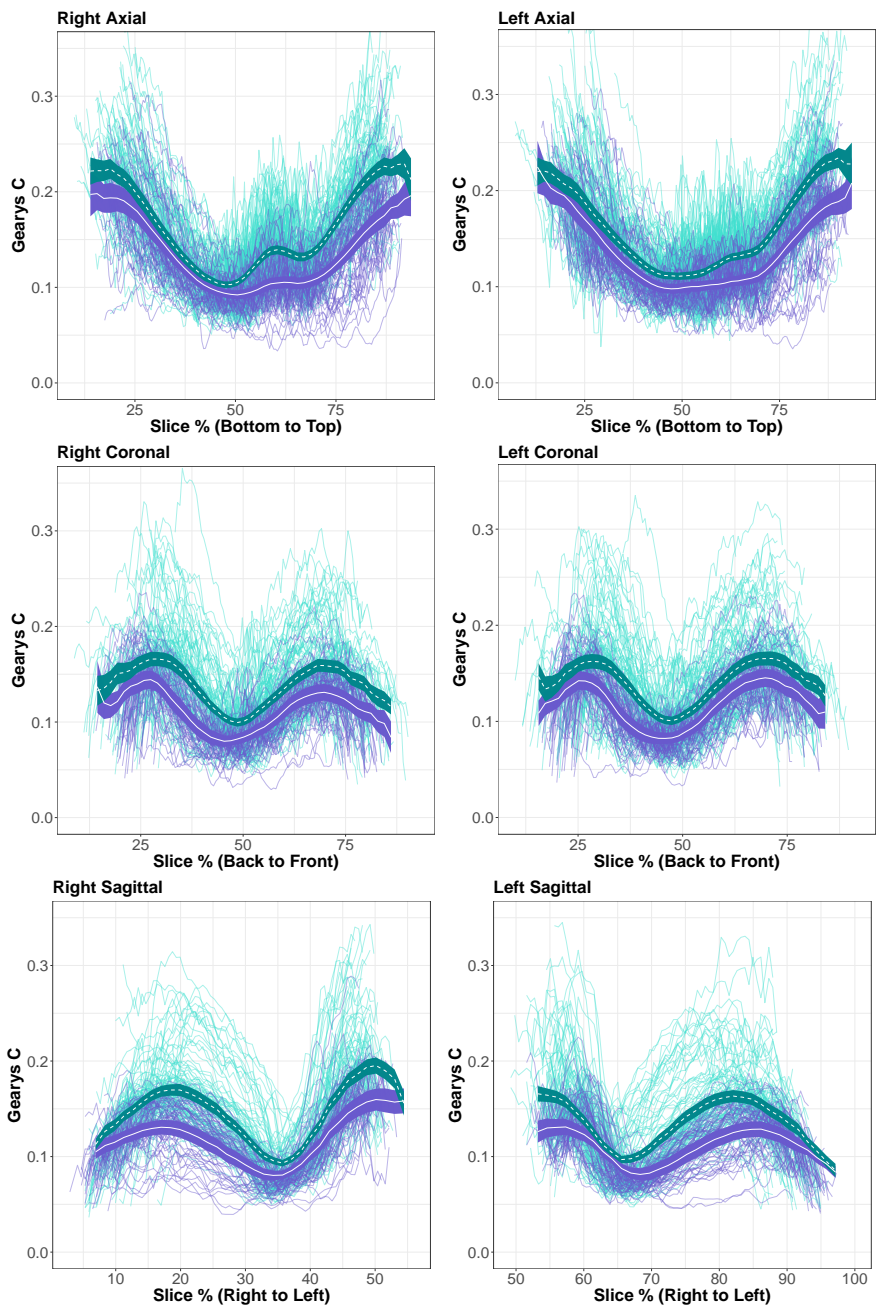 Right Axial
Left Axial
Gearys C
0.3
0.2
0.1
0.0
25
50
75
Slice % (Bottom to Top)
Gearys C
0.3
0.2
0.1
0.0
25
50
75
Slice % (Bottom to Top)
Right Coronal
Left Coronal
Gearys C
0.3
0.2
0.1
0.0
25
50
75
Slice % (Back to Front)
Gearys C
0.3
0.2
0.1
0.0
25
50
75
Slice % (Back to Front)
Right Sagittal
Left Sagittal
Gearys C
0.3
0.2
0.1
0.0
10
20
30
40
50
Slice % (Right to Left)
Gearys C
0.3
0.2
0.1
0.0
50
60
70
80
90
100
Slice % (Right to Left)